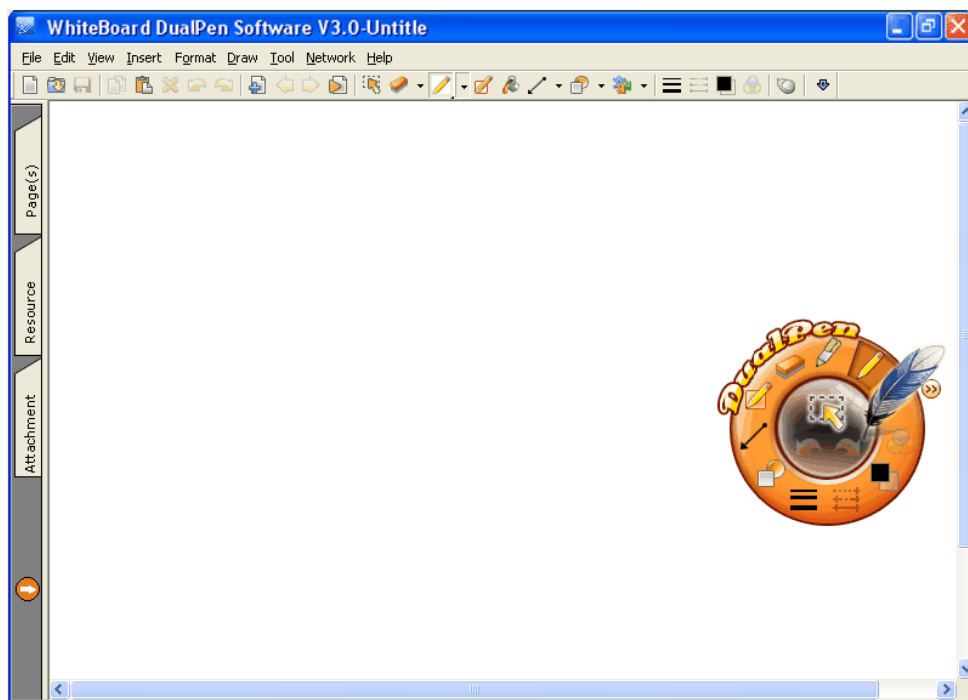 WhiteBoard DualPen Software V3.0-Untitle
File Edit View Insert Format Draw Tool Network Help
Page(s)
Resource
Attachment
DualPen